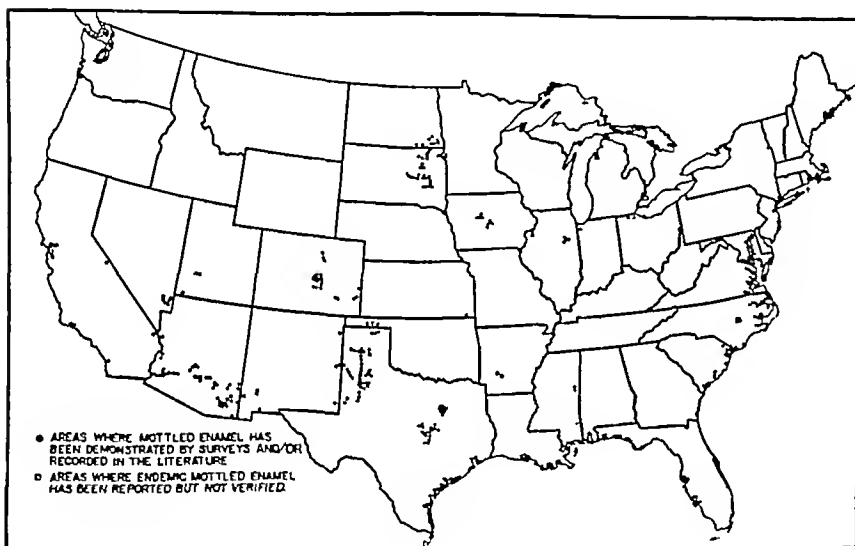 AREAS WHERE MOTTLED ENAMEL HAS
BEEN DEMONSTRATED BY SURVEYS AND/OR
RECORDED IN THE LITERATURE
AREAS WHERE ENDEMIC MOTTLED ENAMEL
HAS BEEN REPORTED BUT NOT VERIFIED.